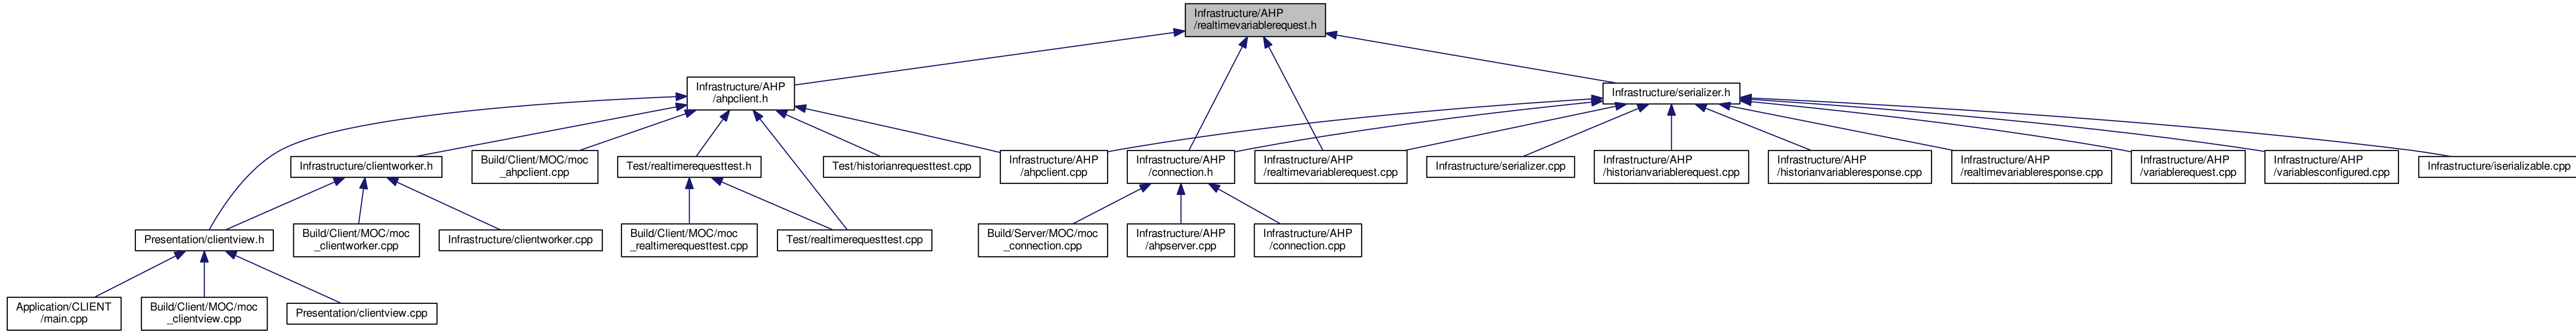 Infrastructure/AHP
/realtimevariablerequest.h
Infrastructure/AHP
/ahpclient.h
Infrastructure/serializer.h
Infrastructure/clientworker.h
Build/Client/MOC/moc
_ahpclient.cpp
Test/realtimerequesttest.h
Test/historianrequesttest.cpp
Infrastructure/AHP
/ahpclient.cpp
Infrastructure/AHP
/connection.h
Infrastructure/AHP
/realtimevariablerequest.cpp
Infrastructure/serializer.cpp
Infrastructure/AHP
/historianvariablerequest.cpp
Infrastructure/AHP
/historianvariableresponse.cpp
Infrastructure/AHP
/realtimevariableresponse.cpp
Infrastructure/AHP
/variablerequest.cpp
Infrastructure/AHP
/variablesconfigured.cpp
Infrastructure/iserializable.cpp
Presentation/clientview.h
Build/Client/MOC/moc
_clientworker.cpp
Infrastructure/clientworker.cpp
Build/Client/MOC/moc
_realtimerequesttest.cpp
Test/realtimerequesttest.cpp
Build/Server/MOC/moc
_connection.cpp
Infrastructure/AHP
/ahpserver.cpp
Infrastructure/AHP
/connection.cpp
Application/CLIENT
/main.cpp
Build/Client/MOC/moc
_clientview.cpp
Presentation/clientview.cpp